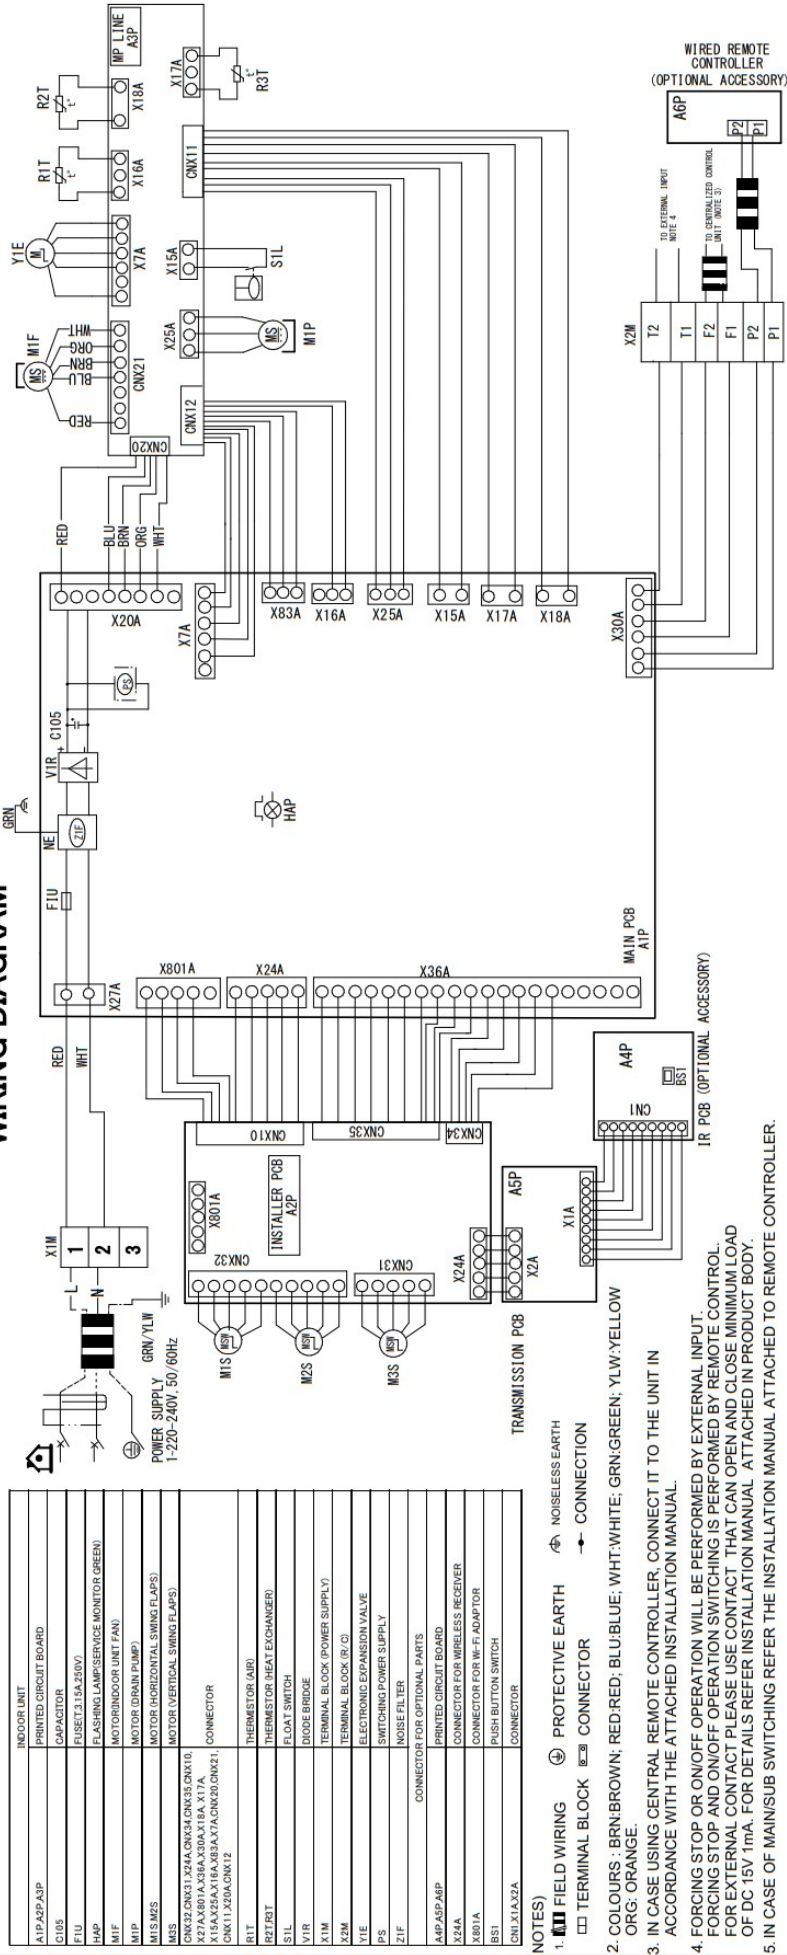 WIRING DIAGRAM
INDOOR UNIT
A1P,A2P,A3P PRINTED CIRCUIT BOARD
C105 CAPACITOR
F1U FUSE(T,3.15A,250V)
HAP FLASHING LAMP(SERVICE MONITOR GREEN)
M1F MOTOR(INDOOR UNIT FAN)
M1P MOTOR (DRAIN PUMP)
M1S,M2S MOTOR (HORIZONTAL SWING FLAPS)
M3S MOTOR (VERTICAL SWING FLAPS)
CNX32,CNX31,X24A,CNX34,CNX35,CNX10,
X27A,X801A,X36A,X30A,X18A, X17A,
X15A,X25A,X16A,X83A,X7A,CNX20,CNX21,
CNX11,X20A,CNX12
CONNECTOR
R1T THERMISTOR (AIR)
R2T,R3T THERMISTOR (HEAT EXCHANGER)
S1L FLOAT SWITCH
V1R DIODE BRIDGE
X1M TERMINAL BLOCK (POWER SUPPLY)
X2M TERMINAL BLOCK (R/C)
Y1E ELECTRONIC EXPANSION VALVE
PS SWITCHING POWER SUPPLY
Z1F NOISE FILTER
CONNECTOR FOR OPTIONAL PARTS
A4P,A5P,A6P PRINTED CIRCUIT BOARD
X24A CONNECTOR FOR WIRELESS RECEIVER
X801A CONNECTOR FOR Wi-Fi ADAPTOR
BS1 PUSH BUTTON SWITCH
CN1,X1A,X2A CONNECTOR
POWER SUPPLY
1~220-240V, 50/60Hz
GRN/YLW
L
N
X1M
1
2
3
RED
WHT
X27A
F1U
GRN
NE
Z1F
V1R
+
-
C105
PS
X20A
RED
BLU
BRN
ORG
WHT
CNX20
M1F
MS
RED
BLU
BRN
ORG
WHT
CNX21
Y1E
M
X7A
R1T
t°
X16A
R2T
t°
X18A
MP LINE
A3P
X17A
t°
R3T
CNX11
X15A
S1L
X25A
MS
M1P
CNX12
X7A
X83A
X16A
X25A
X15A
X17A
X18A
X30A
HAP
X801A
X24A
X36A
MAIN PCB
A1P
M1S
MSW
M2S
MSW
M3S
MSW
CNX32
CNX31
X801A
INSTALLER PCB
A2P
CNX10
CNX35
CNX34
X24A
X2A
A5P
X1A
TRANSMISSION PCB
CN1
A4P
BS1
IR PCB (OPTIONAL ACCESSORY)
X2M
T2
T1
F2
F1
P2
P1
TO EXTERNAL INPUT
NOTE 4
TO CENTRALIZED CONTROL
UNIT (NOTE 3)
A6P
P2
P1
WIRED REMOTE
CONTROLLER
(OPTIONAL ACCESSORY)
NOTES)
1. FIELD WIRING PROTECTIVE EARTH NOISELESS EARTH
TERMINAL BLOCK CONNECTOR CONNECTION
2. COLOURS : BRN:BROWN; RED:RED; BLU:BLUE; WHT:WHITE; GRN:GREEN; YLW:YELLOW
ORG: ORANGE.
3. IN CASE USING CENTRAL REMOTE CONTROLLER, CONNECT IT TO THE UNIT IN
ACCORDANCE WITH THE ATTACHED INSTALLATION MANUAL.
4. FORCING STOP OR ON/OFF OPERATION WILL BE PERFORMED BY EXTERNAL INPUT.
FORCING STOP AND ON/OFF OPERATION SWITCHING IS PERFORMED BY REMOTE CONTROL.
FOR EXTERNAL CONTACT PLEASE USE CONTACT THAT CAN OPEN AND CLOSE MINIMUM LOAD
OF DC 15V 1mA. FOR DETAILS REFER INSTALLATION MANUAL ATTACHED IN PRODUCT BODY.
5. IN CASE OF MAIN/SUB SWITCHING REFER THE INSTALLATION MANUAL ATTACHED TO REMOTE CONTROLLER.